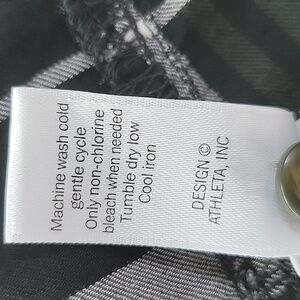 Machine wash cold
gentle cycle
Only non-chlorine
bleach when needed
Tumble dry low
Cool iron
DESIGN ©
ATHLETA, INC